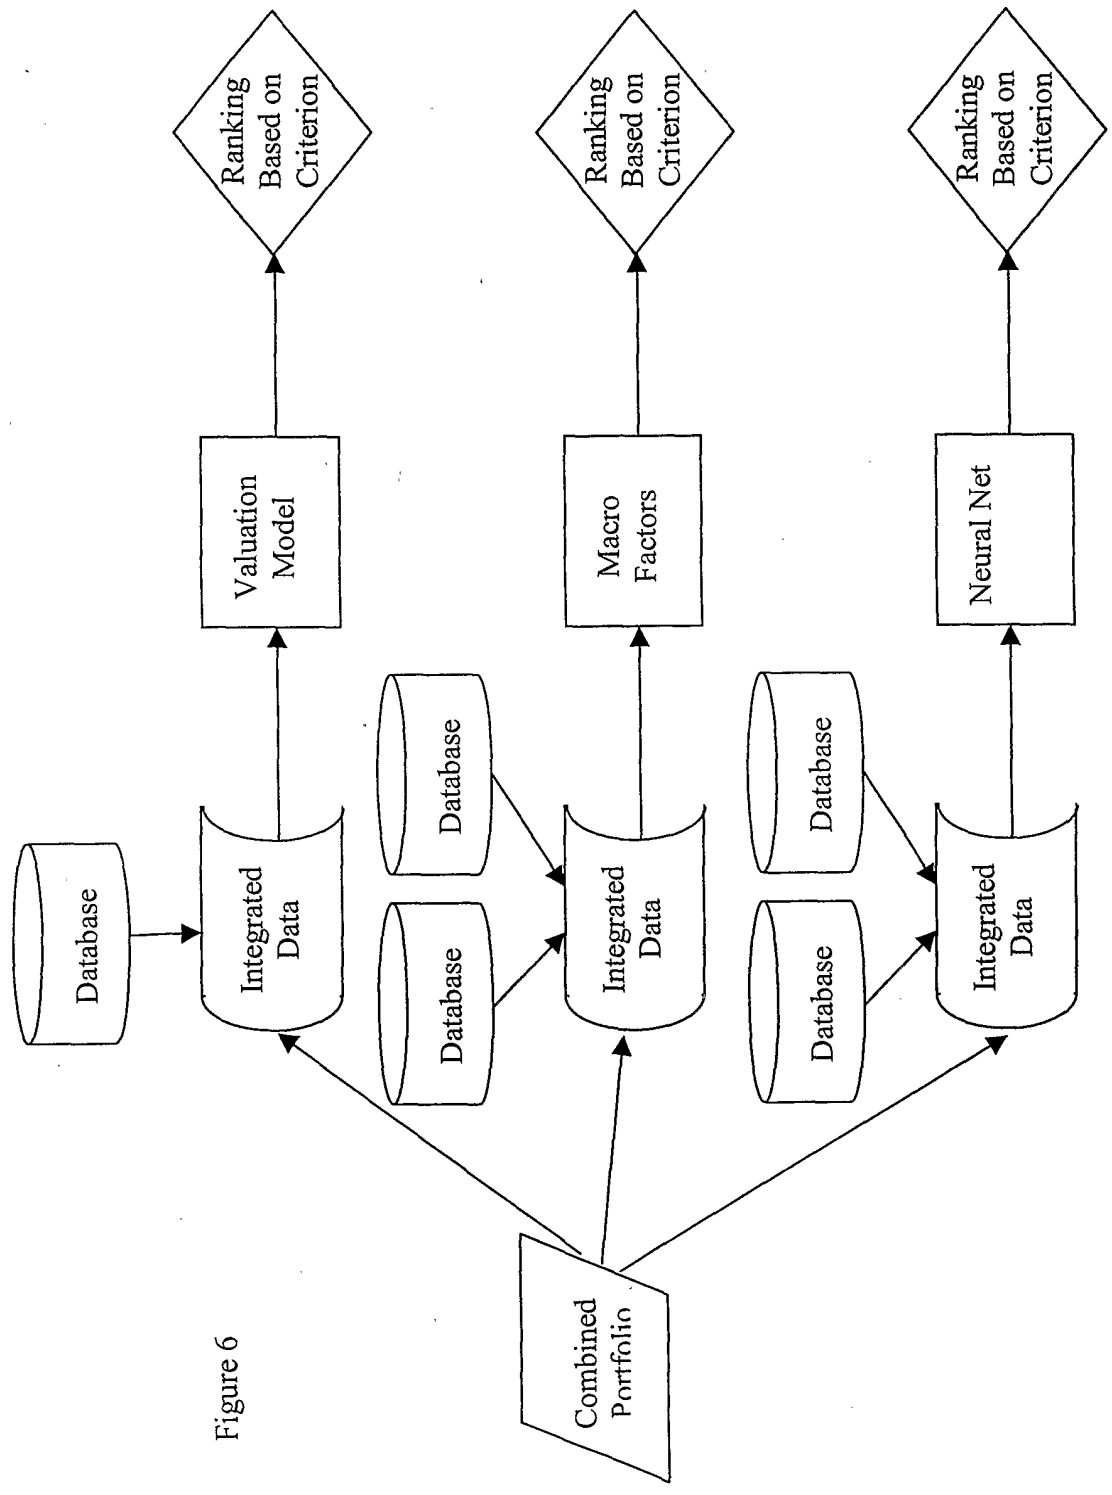 Figure 6
Combined
Portfolio
Database
Integrated
Data
Valuation
Model
Ranking
Based on
Criterion
Database
Database
Integrated
Data
Macro
Factors
Ranking
Based on
Criterion
Database
Database
Integrated
Data
Neural Net
Ranking
Based on
Criterion